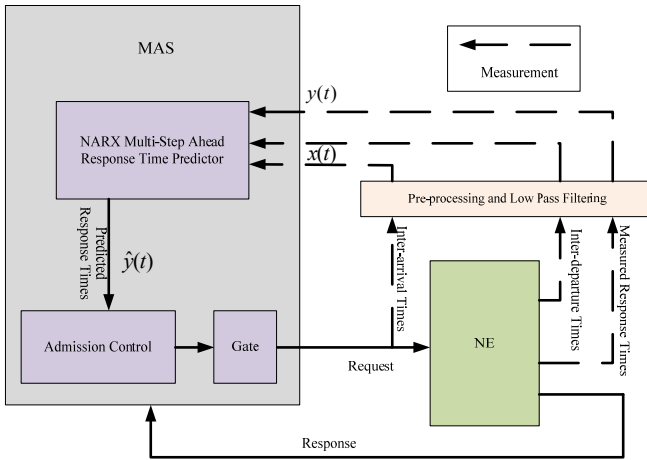 MAS
Measurement
y(t)
NARX Multi-Step Ahead
Response Time Predictor
x(t)
Pre-processing and Low Pass Filtering
Predicted
Response Times
ŷ(t)
Inter-arrival Times
Inter-departure Times
Measured Response Times
Admission Control
Gate
NE
Request
Response